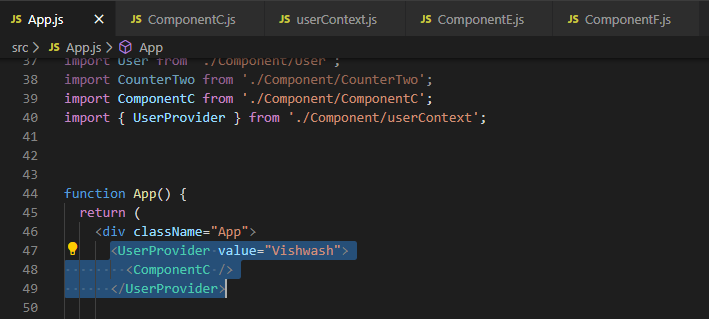 JS App.js × JS ComponentC.js JS userContext.js JS ComponentE.js JS ComponentF.js
src > JS App.js > App
37 import User from './Component/User';
38 import CounterTwo from './Component/CounterTwo';
39 import ComponentC from './Component/ComponentC';
40 import { UserProvider } from './Component/userContext';
41
42
43
44 function App() {
45 return (
46 <div className="App">
47 <UserProvider value="Vishwash">
48 <ComponentC />
49 </UserProvider>
50